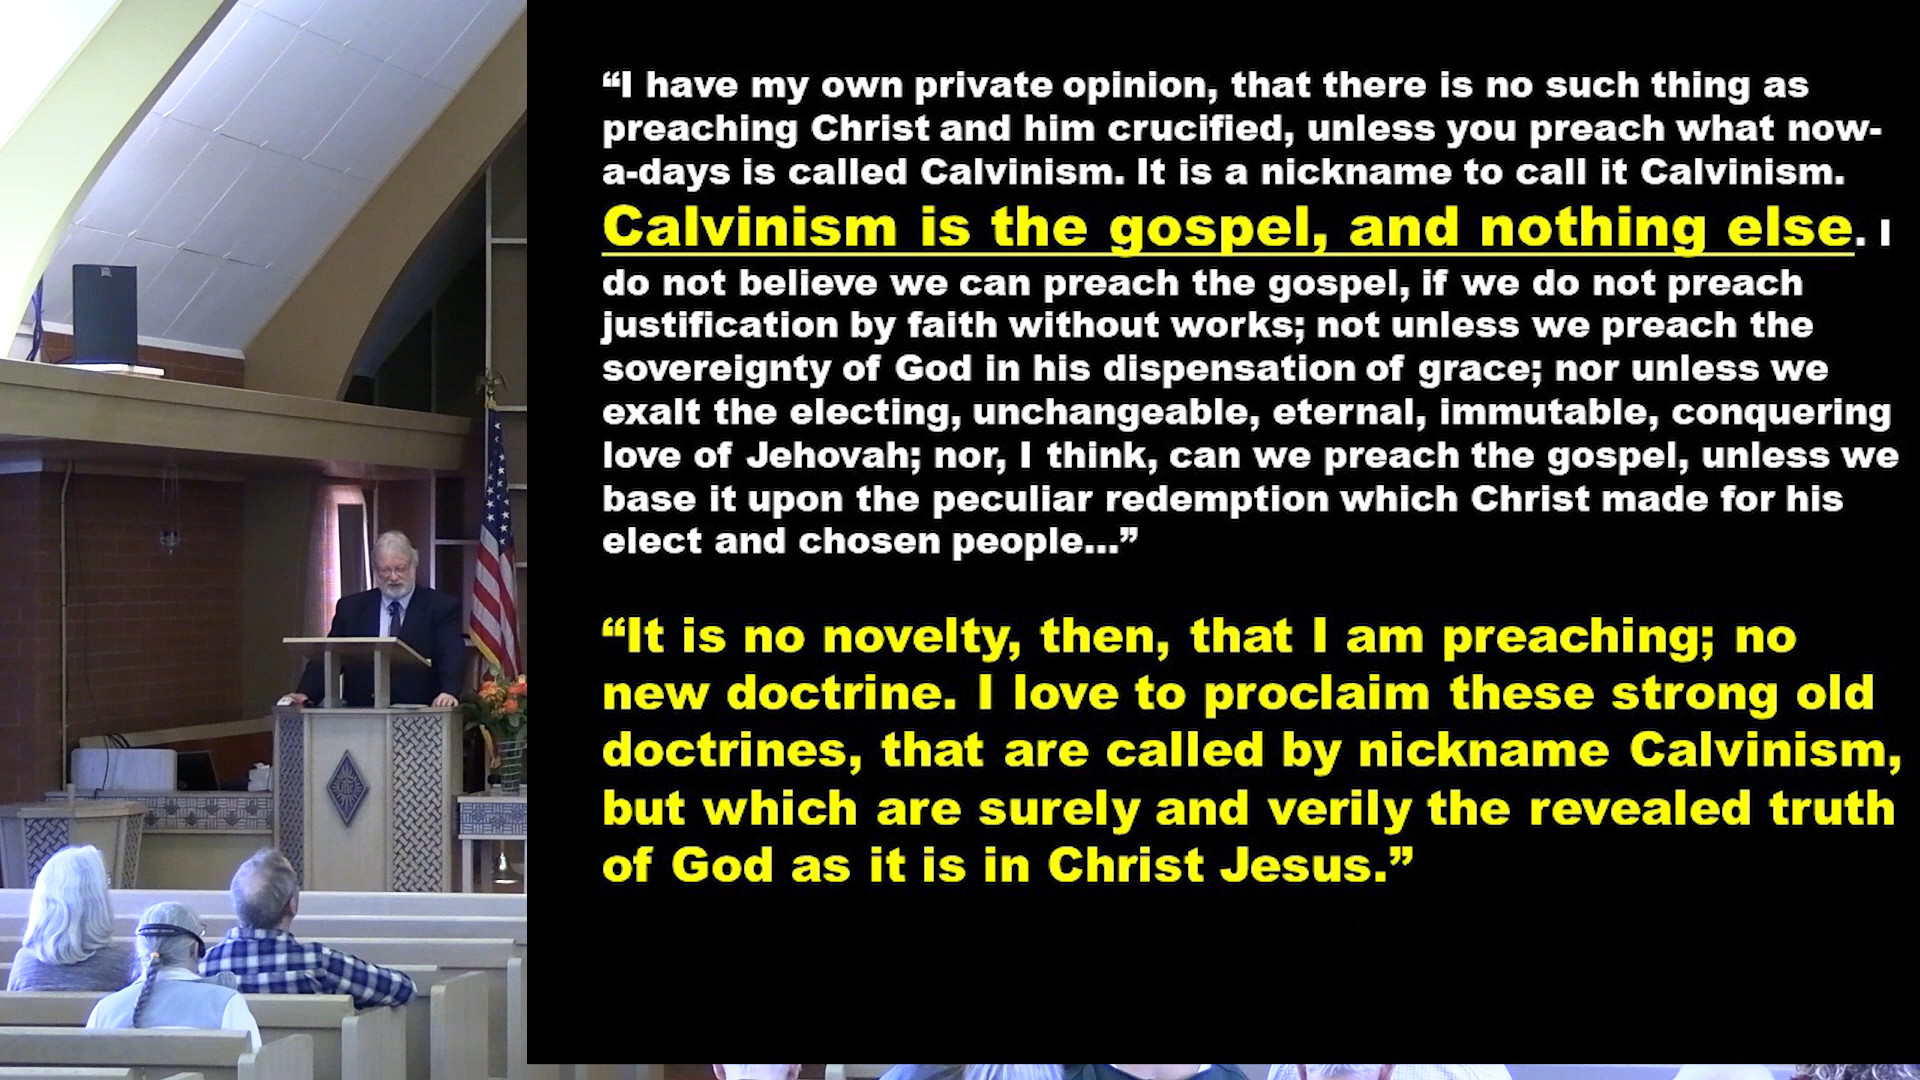 “I have my own private opinion, that there is no such thing as
preaching Christ and him crucified, unless you preach what now-
a-days is called Calvinism. It is a nickname to call it Calvinism.
Calvinism is the gospel, and nothing else. I
do not believe we can preach the gospel, if we do not preach
justification by faith without works; not unless we preach the
sovereignty of God in his dispensation of grace; nor unless we
exalt the electing, unchangeable, eternal, immutable, conquering
love of Jehovah; nor, I think, can we preach the gospel, unless we
base it upon the peculiar redemption which Christ made for his
elect and chosen people...”
“It is no novelty, then, that I am preaching; no
new doctrine. I love to proclaim these strong old
doctrines, that are called by nickname Calvinism,
but which are surely and verily the revealed truth
of God as it is in Christ Jesus.”